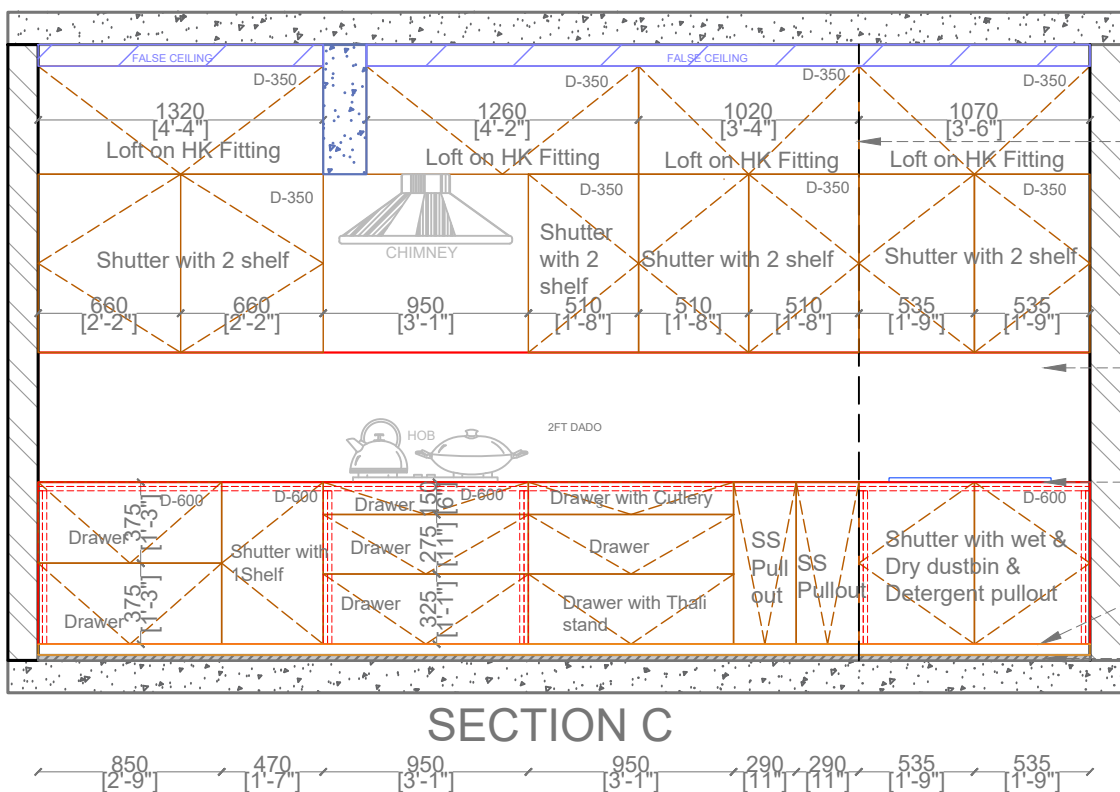 FALSE CEILING
FALSE CEILING
D-350
D-350
D-350
D-350
1320
[4'-4"]
1260
[4'-2"]
1020
[3'-4"]
1070
[3'-6"]
Loft on HK Fitting
Loft on HK Fitting
Loft on HK Fitting
Loft on HK Fitting
D-350
D-350
D-350
D-350
CHIMNEY
Shutter with 2 shelf
Shutter
with 2
shelf
Shutter with 2 shelf
Shutter with 2 shelf
660
[2'-2"]
660
[2'-2"]
950
[3'-1"]
510
[1'-8"]
510
[1'-8"]
510
[1'-8"]
535
[1'-9"]
535
[1'-9"]
HOB
2FT DADO
D-600
D-600
D-600
D-600
375
[1'-3"]
375
[1'-3"]
Drawer
Drawer
Shutter with
1Shelf
Drawer
Drawer
Drawer
150
[6"]
275
[11"]
325
[1'-1"]
Drawer with Cutlery
Drawer
Drawer with Thali
stand
SS
Pull
out
SS
Pullout
Shutter with wet &
Dry dustbin &
Detergent pullout
SECTION C
850
[2'-9"]
470
[1'-7"]
950
[3'-1"]
950
[3'-1"]
290
[11"]
290
[11"]
535
[1'-9"]
535
[1'-9"]